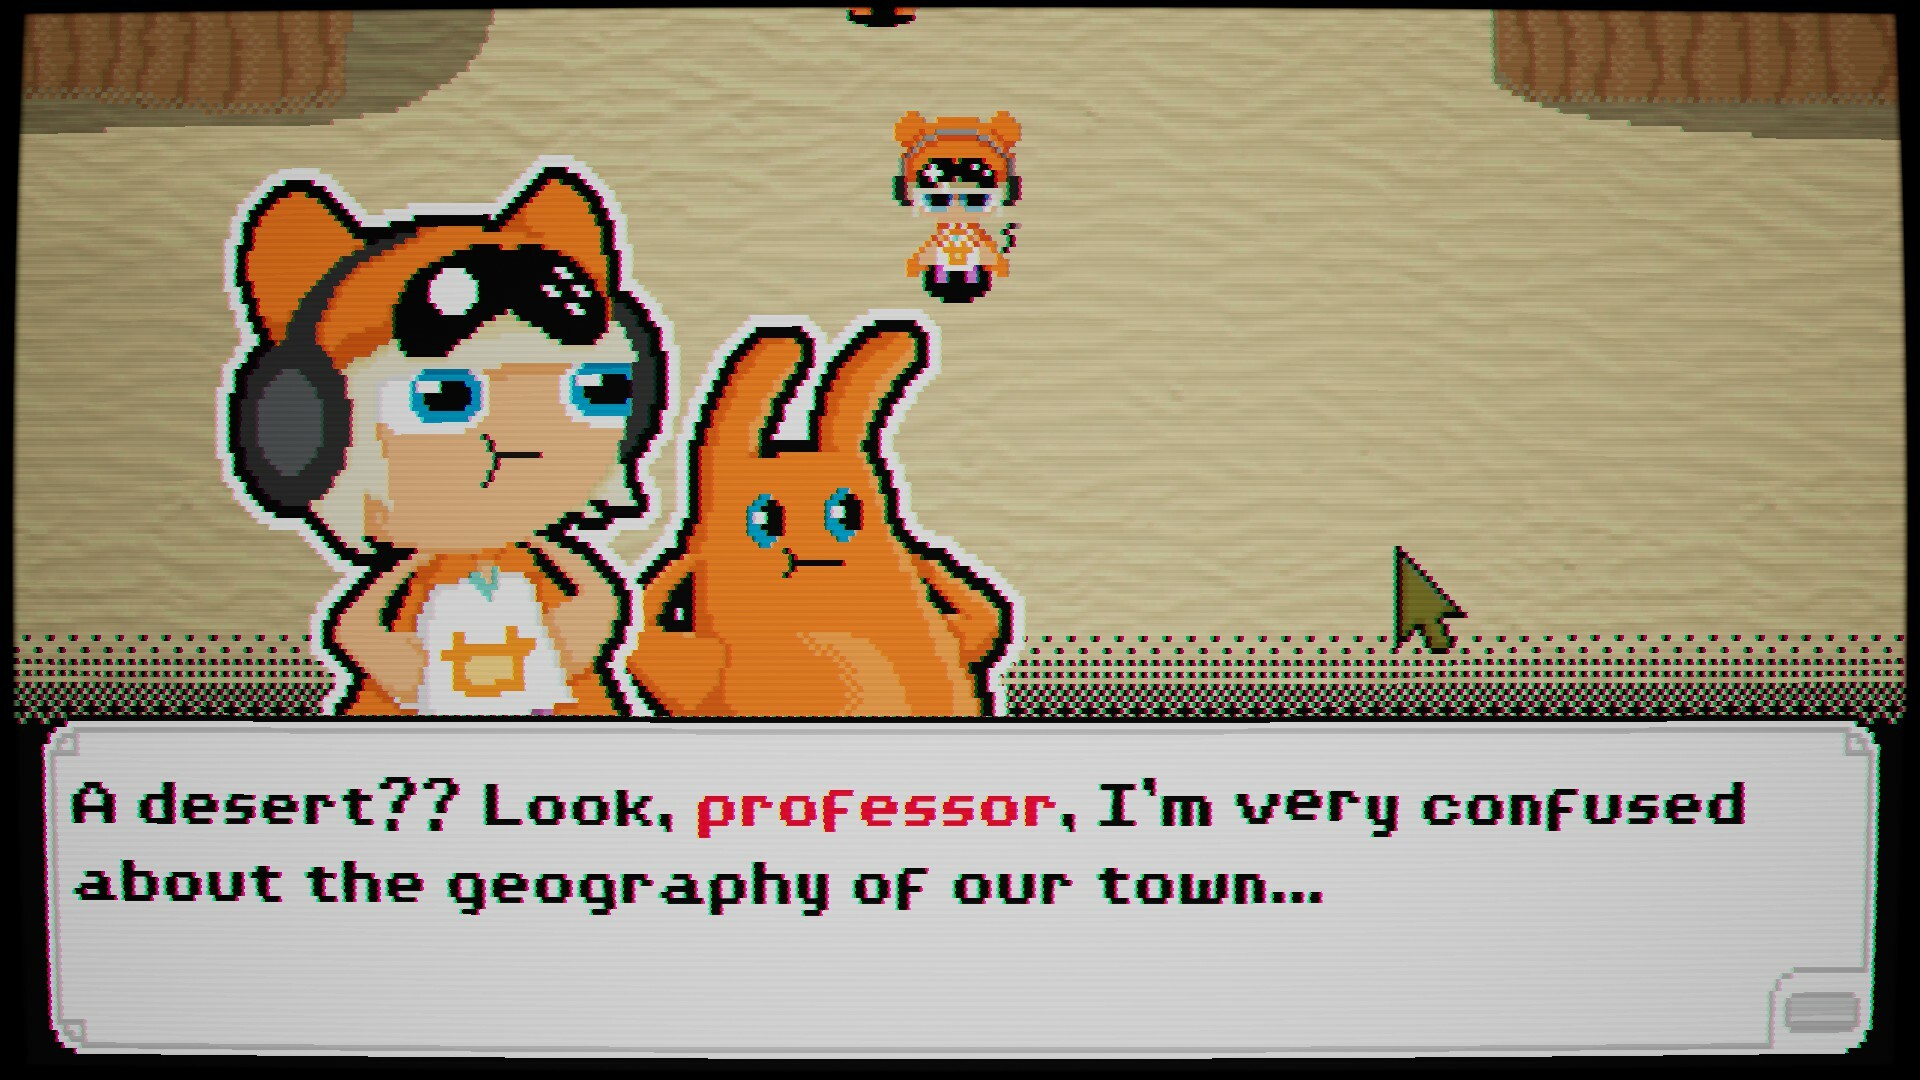 A desert?? Look, professor, I'm very confused
about the geography of our town...